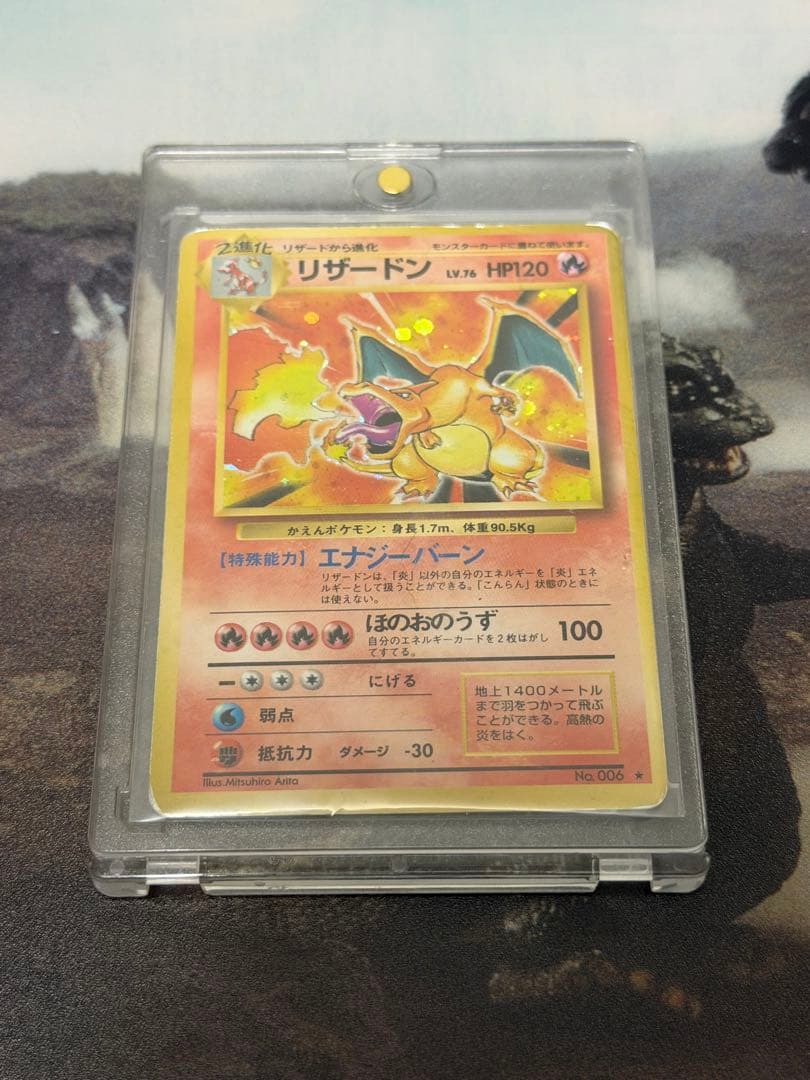 2進化 リザードから進化 モンスターカードに重ねて使います。
リザードン LV.76 HP120
かえんポケモン：身長1.7m、体重90.5Kg
【特殊能力】 エナジーバーン
リザードンは、「炎」以外の自分のエネルギーを「炎」エネ
ルギーとして扱うことができる。「こんらん」状態のときに
は使えない。
ほのおのうず 100
自分のエネルギーカードを2枚はがし
てすてる。
にげる
弱点
抵抗力 ダメージ -30
地上1400メートル
まで羽をつかって飛ぶ
ことができる。高熱の
炎をはく。
Illus.Mitsuhiro Arita No. 006 ★